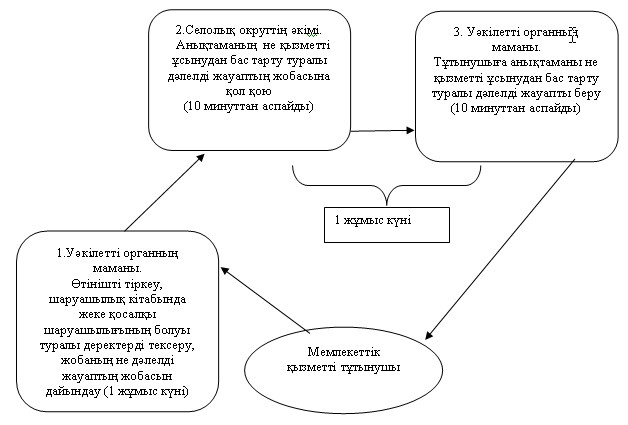 2.Селолық округтің әкімі.
Анықтаманың не қызметті
ұсынудан бас тарту туралы
дәлелді жауаптың жобасына
қол қою
(10 минуттан аспайды)
3. Уәкілетті органның
маманы.
Тұтынушыға анықтаманы не
қызметті ұсынудан бас тарту
туралы дәлелді жауапты беру
(10 минуттан аспайды)
1 жұмыс күні
1.Уәкілетті органның
маманы.
Өтінішті тіркеу,
шаруашылық кітабында
жеке қосалқы
шаруашылығының болуы
туралы деректерді тексеру,
жобаның не дәлелді
жауаптың жобасын
дайындау (1 жұмыс күні)
Мемлекеттік
қызметті тұтынушы